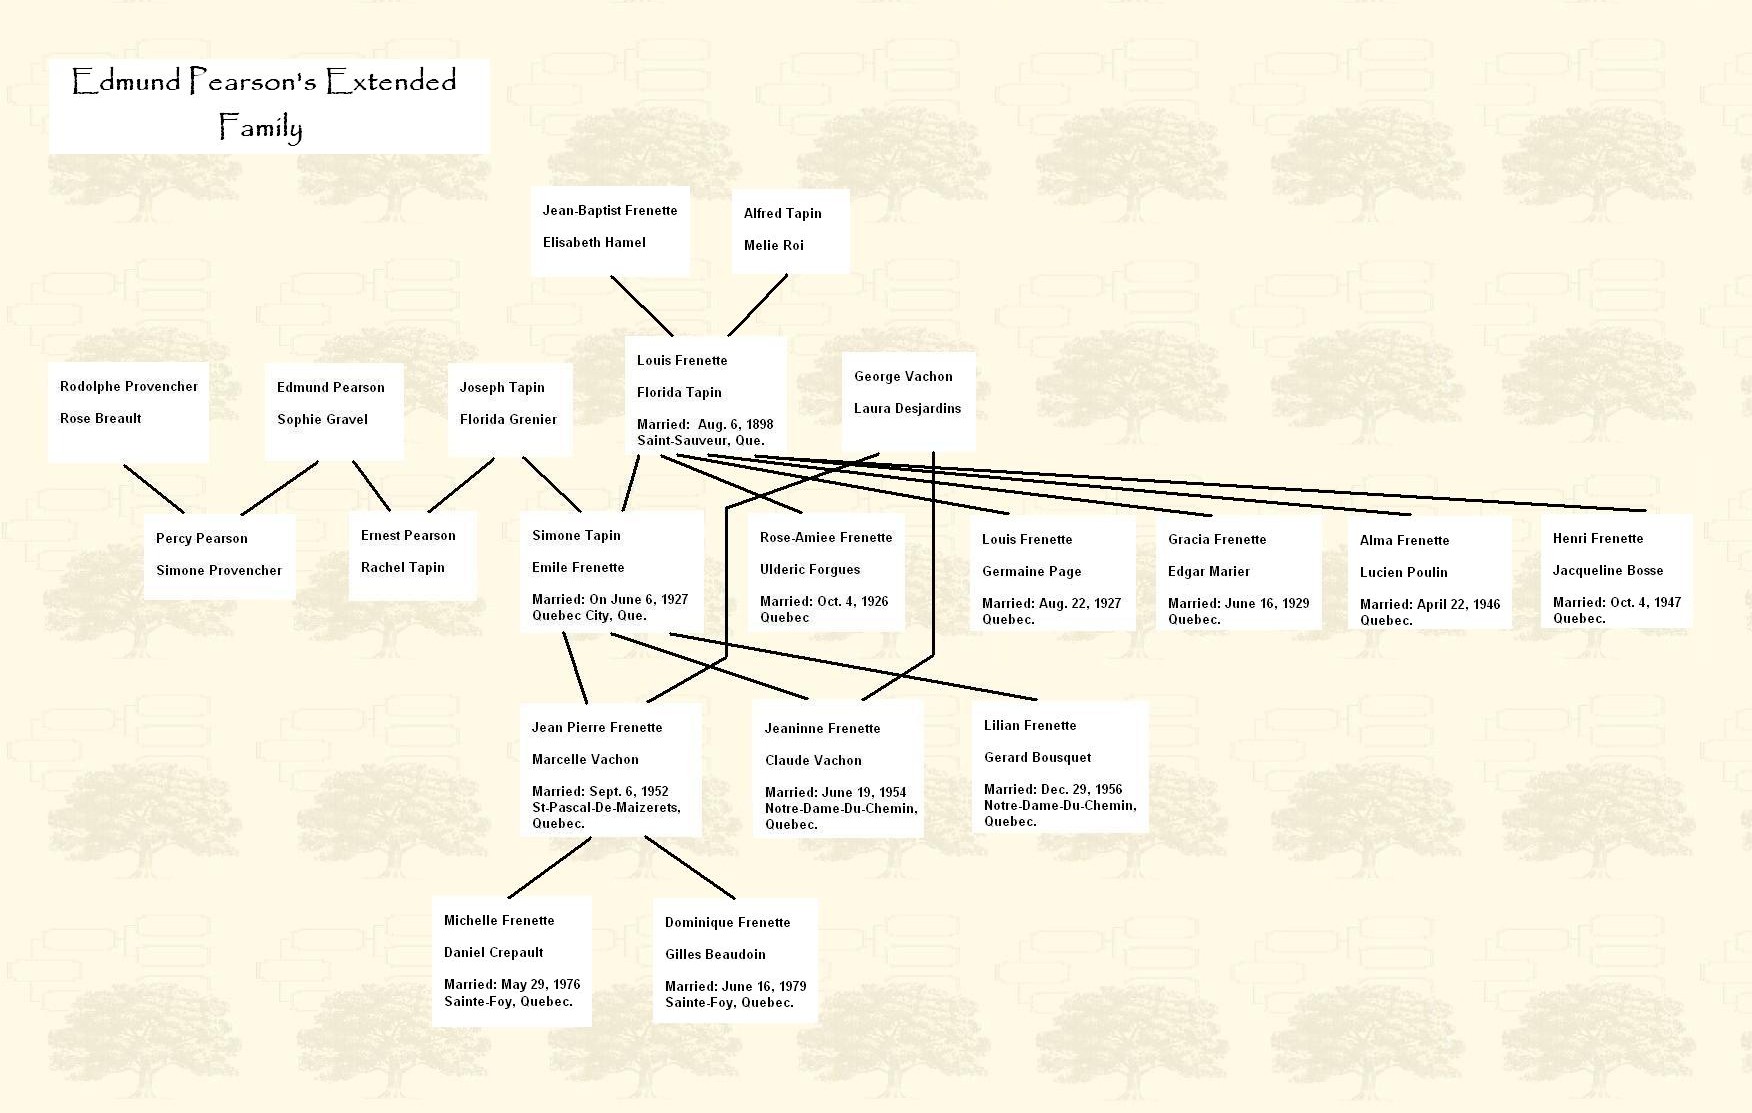 Edmund Pearson's Extended
Family
Jean-Baptist Frenette
Elisabeth Hamel
Alfred Tapin
Melie Roi
Rodolphe Provencher
Rose Breault
Edmund Pearson
Sophie Gravel
Joseph Tapin
Florida Grenier
Louis Frenette
Florida Tapin
Married:  Aug. 6, 1898
Saint-Sauveur, Que.
George Vachon
Laura Desjardins
Percy Pearson
Simone Provencher
Ernest Pearson
Rachel Tapin
Simone Tapin
Emile Frenette
Married: On June 6, 1927
Quebec City, Que.
Rose-Amiee Frenette
Ulderic Forgues
Married: Oct. 4, 1926
Quebec
Louis Frenette
Germaine Page
Married: Aug. 22, 1927
Quebec.
Gracia Frenette
Edgar Marier
Married: June 16, 1929
Quebec.
Alma Frenette
Lucien Poulin
Married: April 22, 1946
Quebec.
Henri Frenette
Jacqueline Bosse
Married: Oct. 4, 1947
Quebec.
Jean Pierre Frenette
Marcelle Vachon
Married: Sept. 6, 1952
St-Pascal-De-Maizerets,
Quebec.
Jeaninne Frenette
Claude Vachon
Married: June 19, 1954
Notre-Dame-Du-Chemin,
Quebec.
Lilian Frenette
Gerard Bousquet
Married: Dec. 29, 1956
Notre-Dame-Du-Chemin,
Quebec.
Michelle Frenette
Daniel Crepault
Married: May 29, 1976
Sainte-Foy, Quebec.
Dominique Frenette
Gilles Beaudoin
Married: June 16, 1979
Sainte-Foy, Quebec.